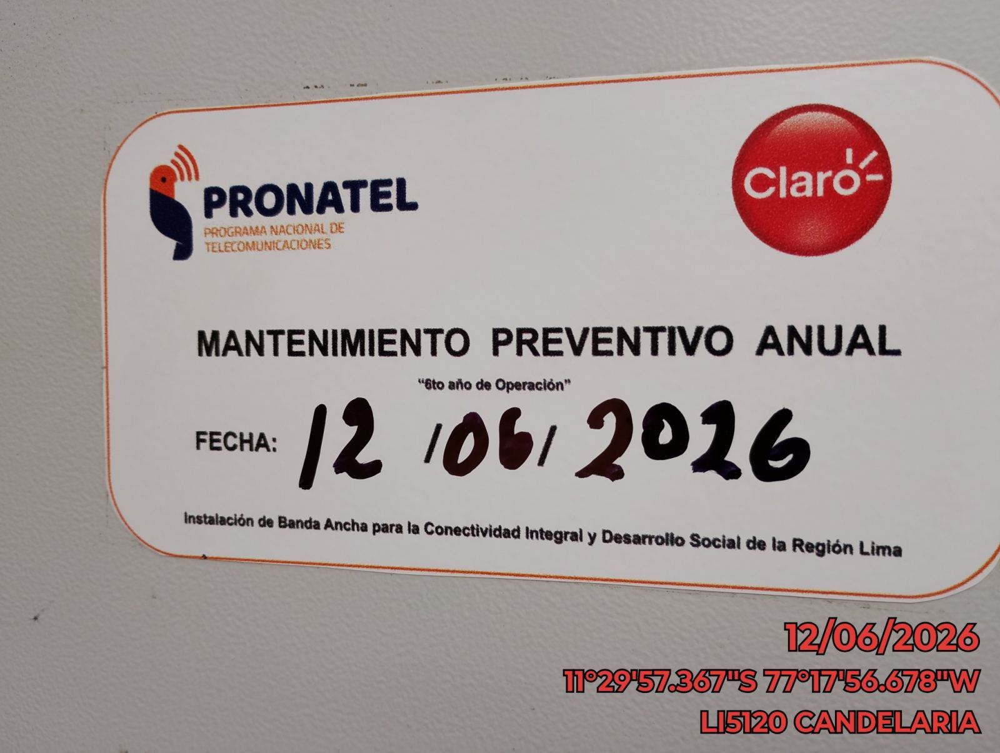 PRONATEL
PROGRAMA NACIONAL DE
TELECOMUNICACIONES
Claro
MANTENIMIENTO PREVENTIVO ANUAL
“6to año de Operación”
FECHA: 12 /06/ 2026
Instalación de Banda Ancha para la Conectividad Integral y Desarrollo Social de la Región Lima
12/06/2026
11°29'57.367"S 77°17'56.678"W
LI5120 CANDELARIA